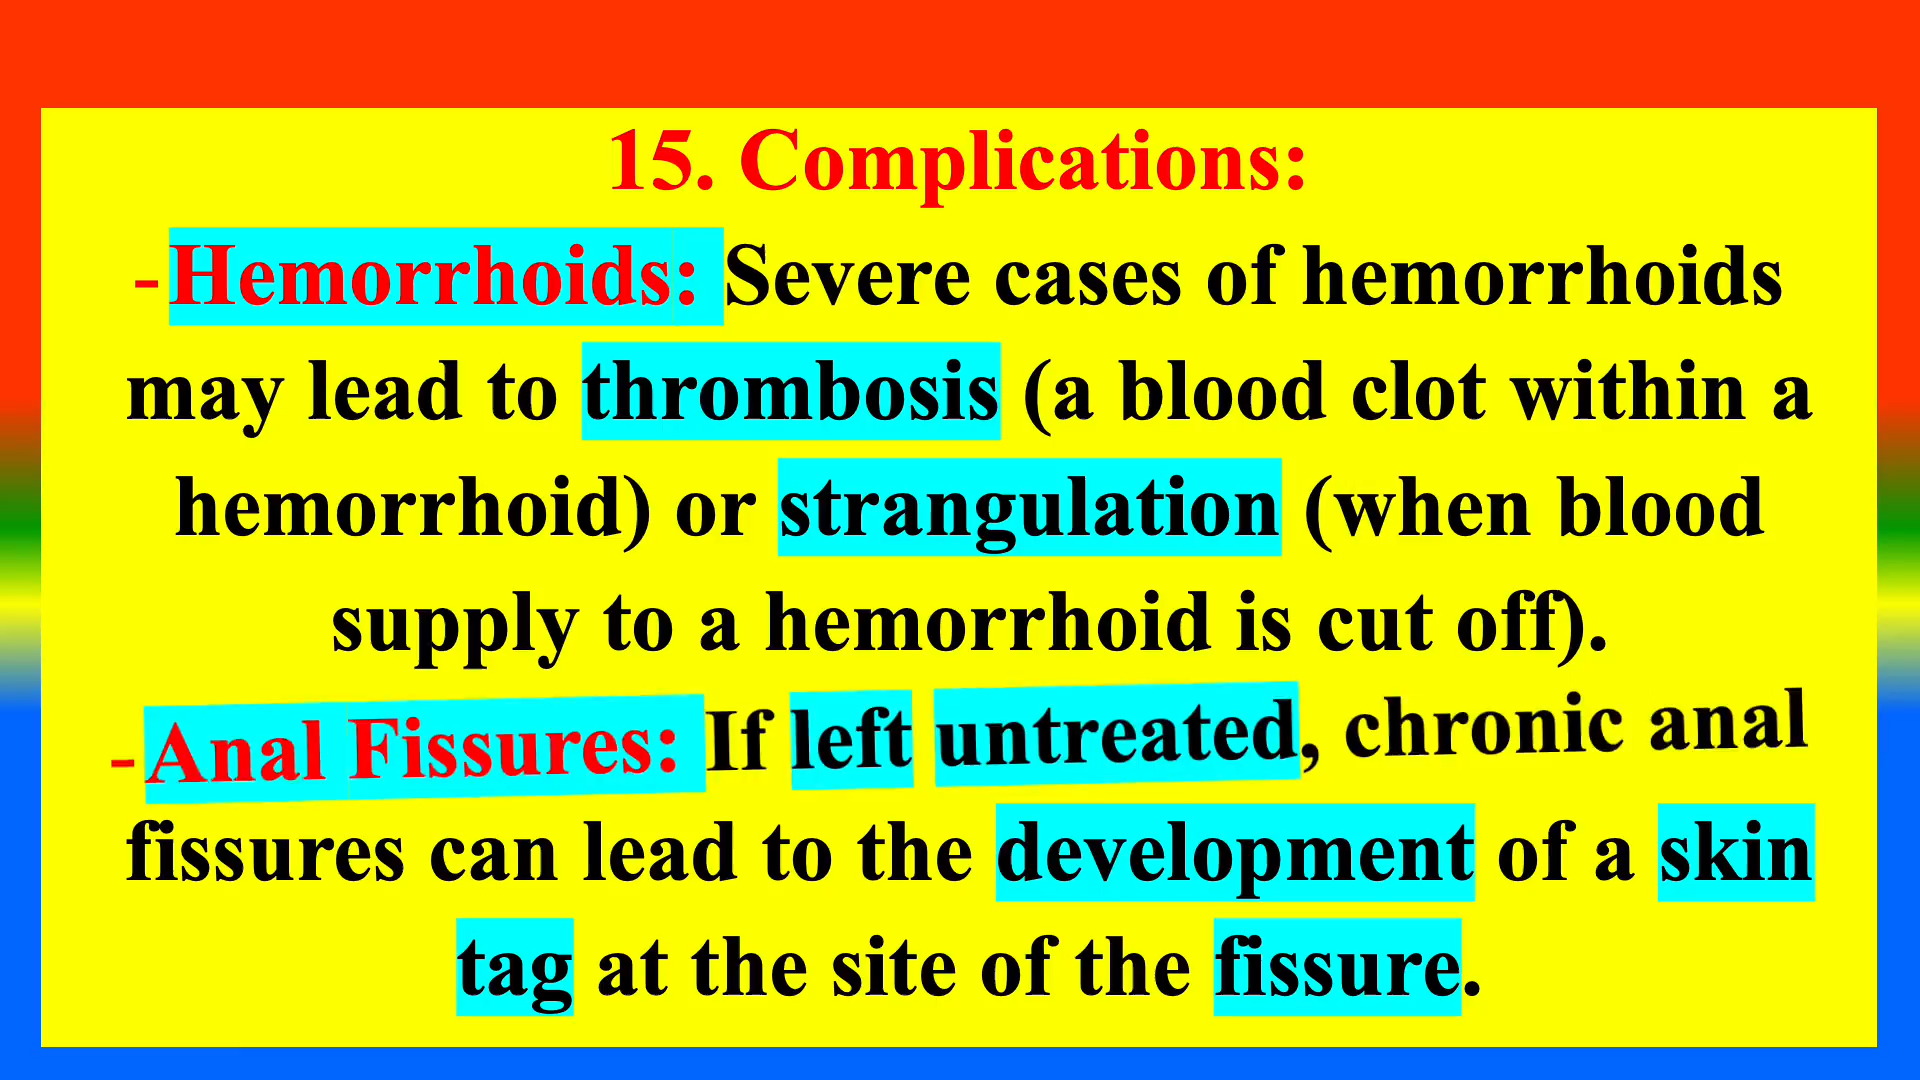 15. Complications:
-Hemorrhoids: Severe cases of hemorrhoids
may lead to thrombosis (a blood clot within a
hemorrhoid) or strangulation (when blood
supply to a hemorrhoid is cut off).
-Anal Fissures: If left untreated, chronic anal
fissures can lead to the development of a skin
tag at the site of the fissure.